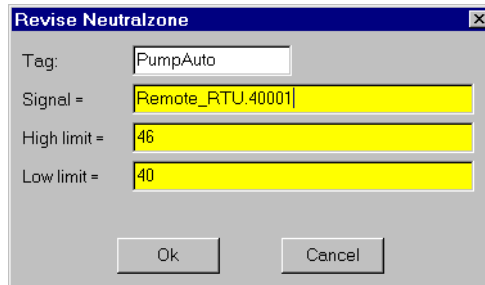 Revise Neutralzone
Tag: PumpAuto
Signal = Remote_RTU.40001
High limit = 46
Low limit = 40
Ok Cancel